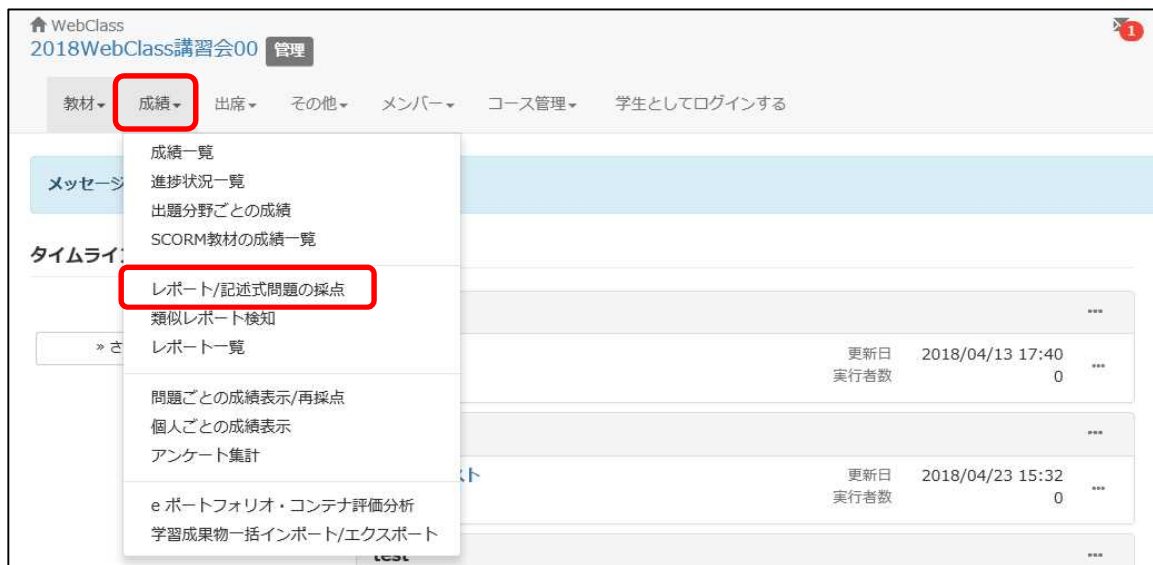 WebClass
2018WebClass講習会00 管理
1
教材 成績 出席 その他 メンバー コース管理 学生としてログインする
成績一覧
メッセージ
進捗状況一覧
出題分野ごとの成績
SCORM教材の成績一覧
タイムライン
レポート/記述式問題の採点
類似レポート検知
» さ レポート一覧
更新日 2018/04/13 17:40
実行者数 0
問題ごとの成績表示/再採点
個人ごとの成績表示
アンケート集計
スト 更新日 2018/04/23 15:32
実行者数 0
e ポートフォリオ・コンテナ評価分析
学習成果物一括インポート/エクスポート
test